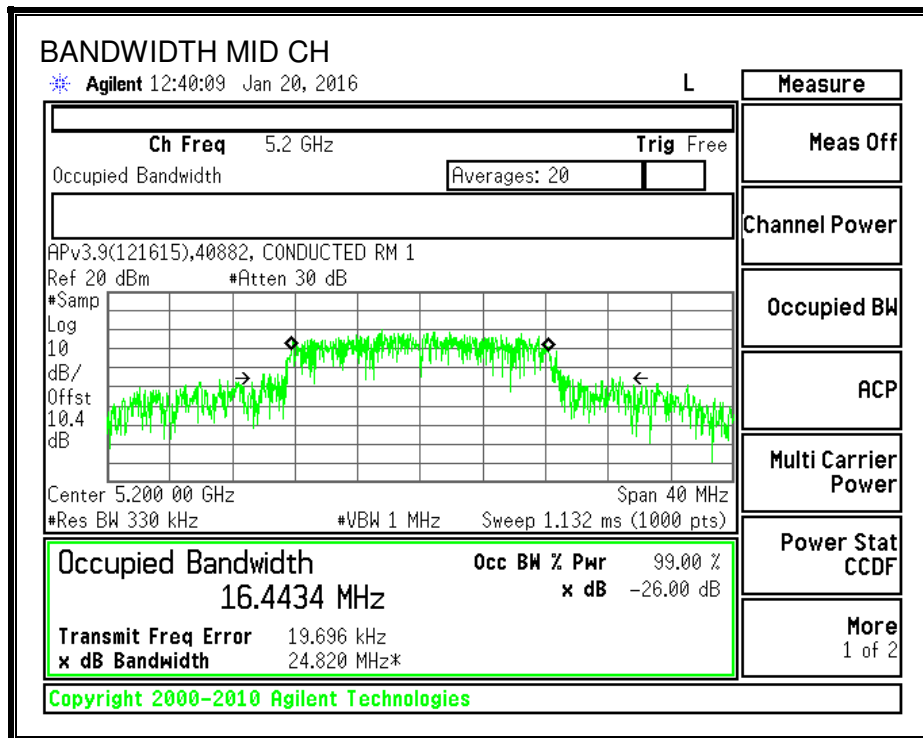 BANDWIDTH MID CH
Agilent 12:40:09 Jan 20, 2016 L
Measure
Ch Freq 5.2 GHz Trig Free
Meas Off
Occupied Bandwidth Averages: 20
Channel Power
APv3.9(121615),40882, CONDUCTED RM 1
Ref 20 dBm #Atten 30 dB
#Samp
Log
10
dB/
Offst
10.4
dB
Occupied BW
ACP
Multi Carrier
Power
Center 5.200 00 GHz Span 40 MHz
#Res BW 330 kHz #VBW 1 MHz Sweep 1.132 ms (1000 pts)
Power Stat
CCDF
Occupied Bandwidth Occ BW % Pwr 99.00 %
16.4434 MHz x dB -26.00 dB
Transmit Freq Error 19.696 kHz
x dB Bandwidth 24.820 MHz*
More
1 of 2
Copyright 2000-2010 Agilent Technologies